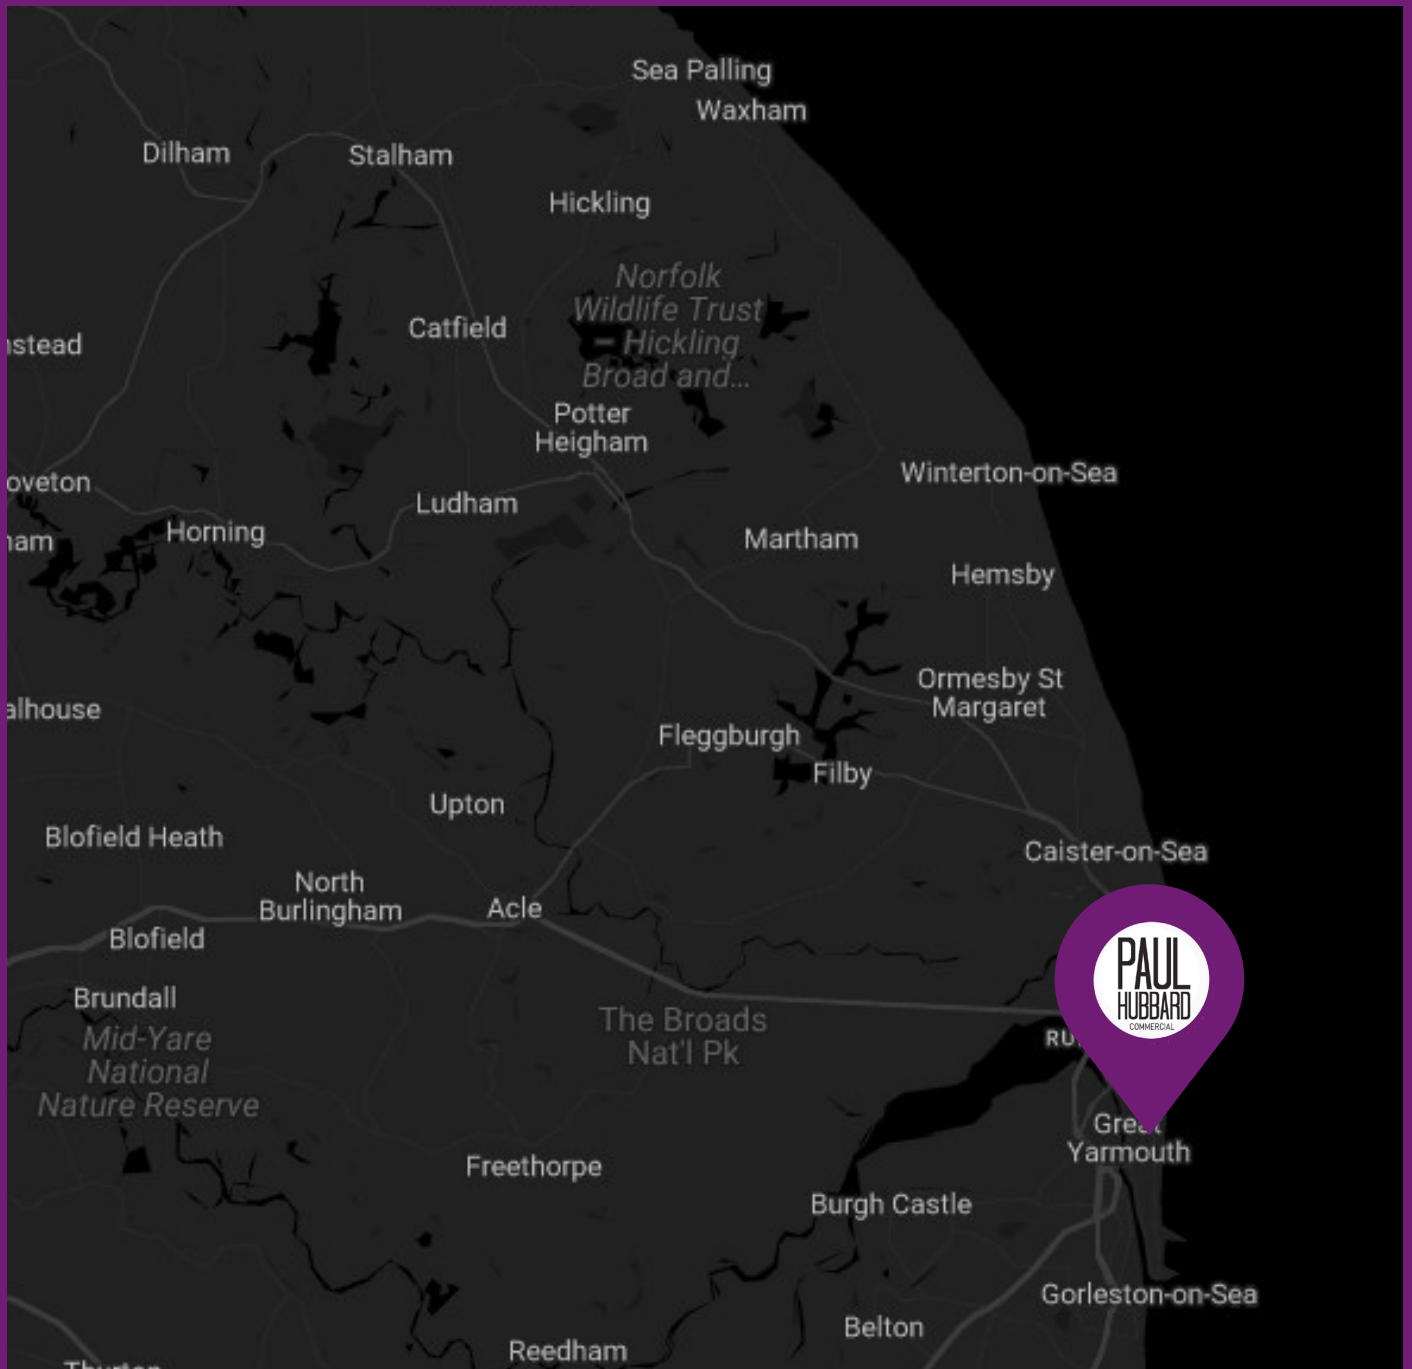 Sea Palling
Waxham
Dilham
Stalham
Hickling
Norfolk
Wildlife Trust
– Hickling
Broad and...
Catfield
nstead
Potter
Heigham
Winterton-on-Sea
oveton
Ludham
Horning
Martham
Hemsby
Ormesby St
Margaret
alhouse
Fleggburgh
Filby
Upton
Blofield Heath
Caister-on-Sea
North
Burlingham
Acle
Blofield
PAUL
HUBBARD
COMMERCIAL
Brundall
The Broads
Nat'l Pk
Mid-Yare
National
Nature Reserve
Great
Yarmouth
Freethorpe
Burgh Castle
Gorleston-on-Sea
Belton
Reedham